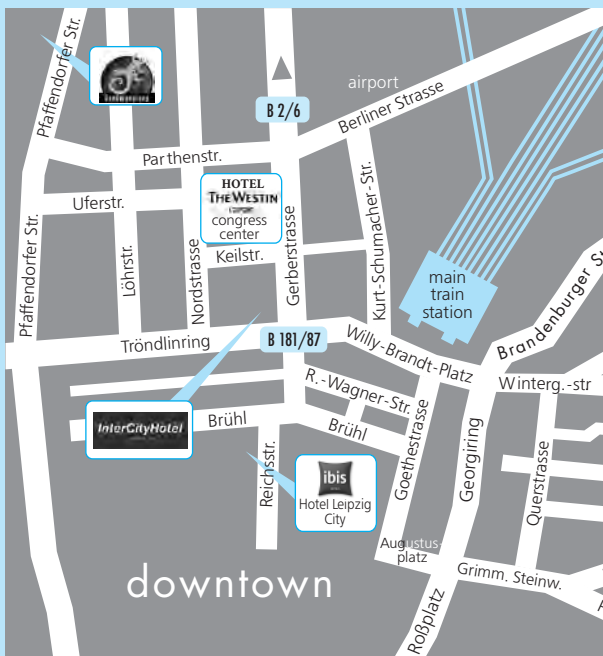 Pfaffendorfer Str.
B 2/6
airport
Berliner Strasse
Parthenstr.
Uferstr.
HOTEL
THE WESTIN
congress
center
Keilstr.
Löhrstr.
Nordstrasse
Gerberstrasse
Kurt-Schumacher-Str.
Pfaffendorfer Str.
main
train
station
Brandenburger St
Tröndlinring
B 181/87
Willy-Brandt-Platz
Winterg.-str
R.-Wagner-Str.
InterCityHotel
Brühl
Brühl
Reichsstr.
ibis
Hotel Leipzig
City
Goethestrasse
Georgiring
Querstrasse
Augustus-
platz
Grimm. Steinw.
downtown
Roßplatz